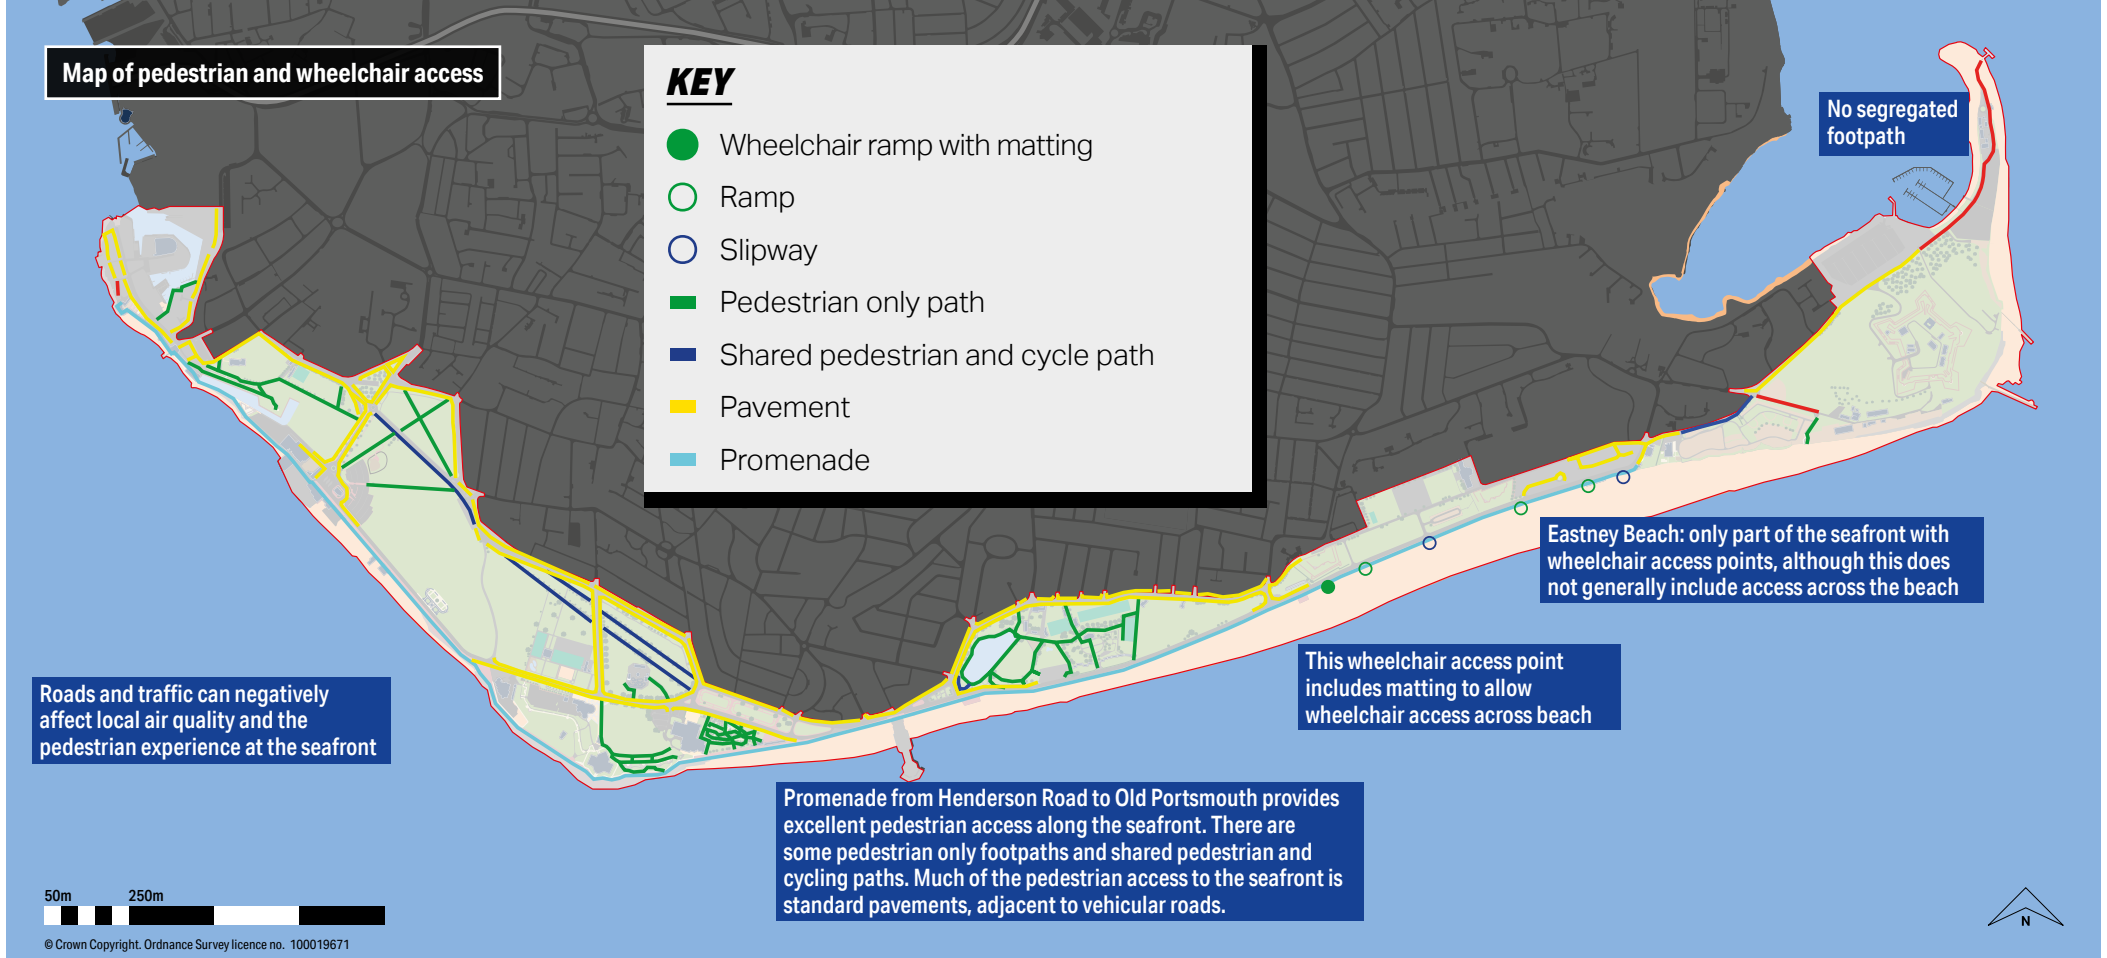 Map of pedestrian and wheelchair access
KEY
Wheelchair ramp with matting
Ramp
Slipway
Pedestrian only path
Shared pedestrian and cycle path
Pavement
Promenade
No segregated
footpath
Eastney Beach: only part of the seafront with
wheelchair access points, although this does
not generally include access across the beach
This wheelchair access point
includes matting to allow
wheelchair access across beach
Roads and traffic can negatively
affect local air quality and the
pedestrian experience at the seafront
Promenade from Henderson Road to Old Portsmouth provides
excellent pedestrian access along the seafront. There are
some pedestrian only footpaths and shared pedestrian and
cycling paths. Much of the pedestrian access to the seafront is
standard pavements, adjacent to vehicular roads.
50m 250m
© Crown Copyright. Ordnance Survey licence no. 100019671
N